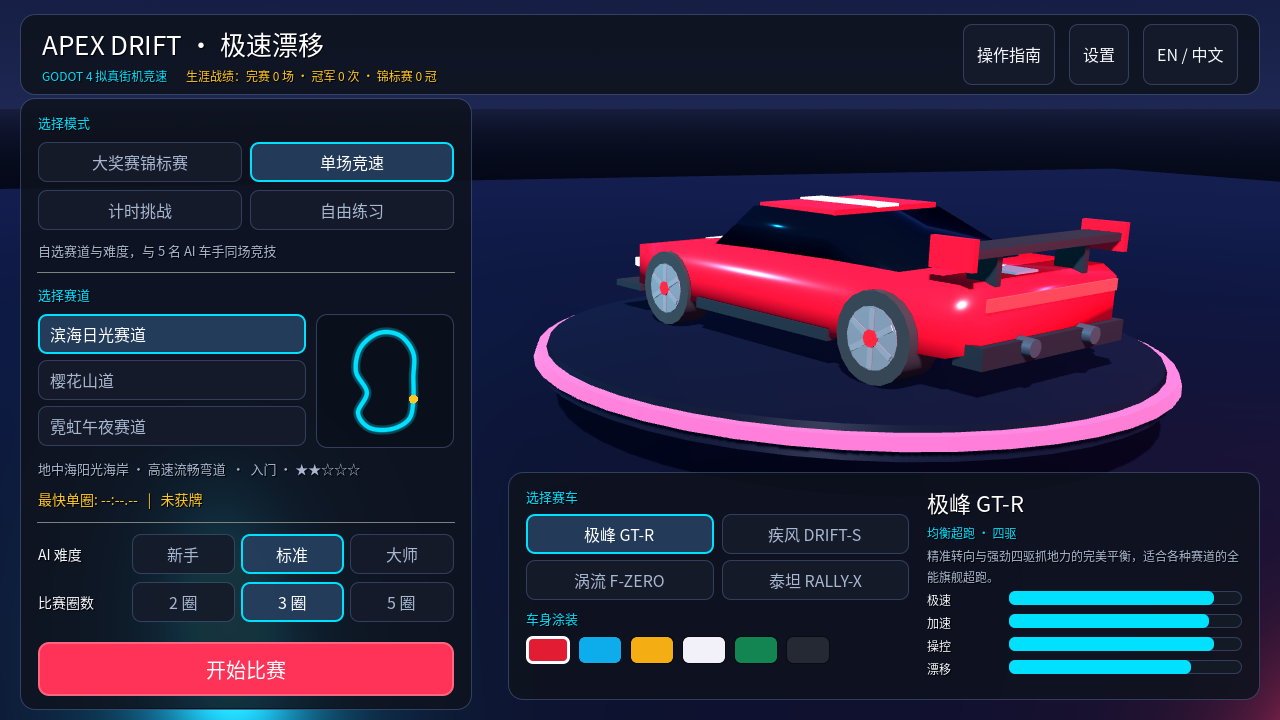 APEX DRIFT · 极速漂移
GODOT 4 拟真街机竞速 生涯战绩: 完赛 0 场 · 冠军 0 次 · 锦标赛 0 冠
操作指南
设置
EN / 中文
选择模式
大奖赛锦标赛
单场竞速
计时挑战
自由练习
自选赛道与难度，与 5 名 AI 车手同场竞技
选择赛道
滨海日光赛道
樱花山道
霓虹午夜赛道
地中海阳光海岸 · 高速流畅弯道 · 入门 · ★★☆☆☆
最快单圈: --:--.-- | 未获牌
AI 难度
新手
标准
大师
比赛圈数
2 圈
3 圈
5 圈
开始比赛
选择赛车
极峰 GT-R
疾风 DRIFT-S
涡流 F-ZERO
泰坦 RALLY-X
车身涂装
极峰 GT-R
均衡超跑 · 四驱
精准转向与强劲四驱抓地力的完美平衡，适合各种赛道的全
能旗舰超跑。
极速
加速
操控
漂移